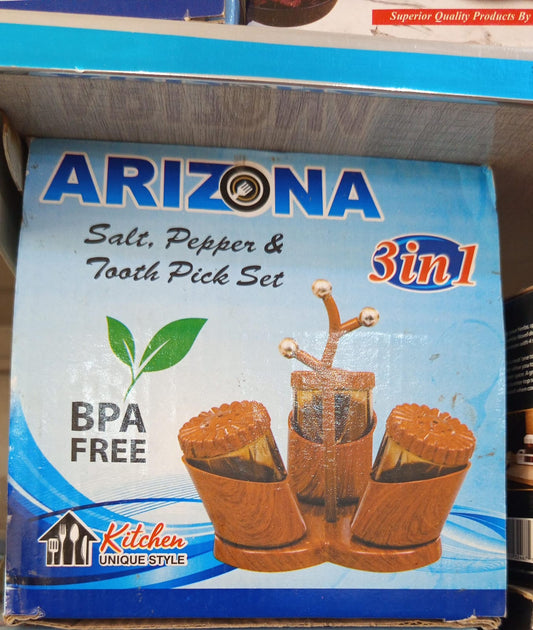 Superior Quality Products By
ARIZONA
Salt, Pepper &
Tooth Pick Set
3in1
BPA
FREE
Kitchen
UNIQUE STYLE